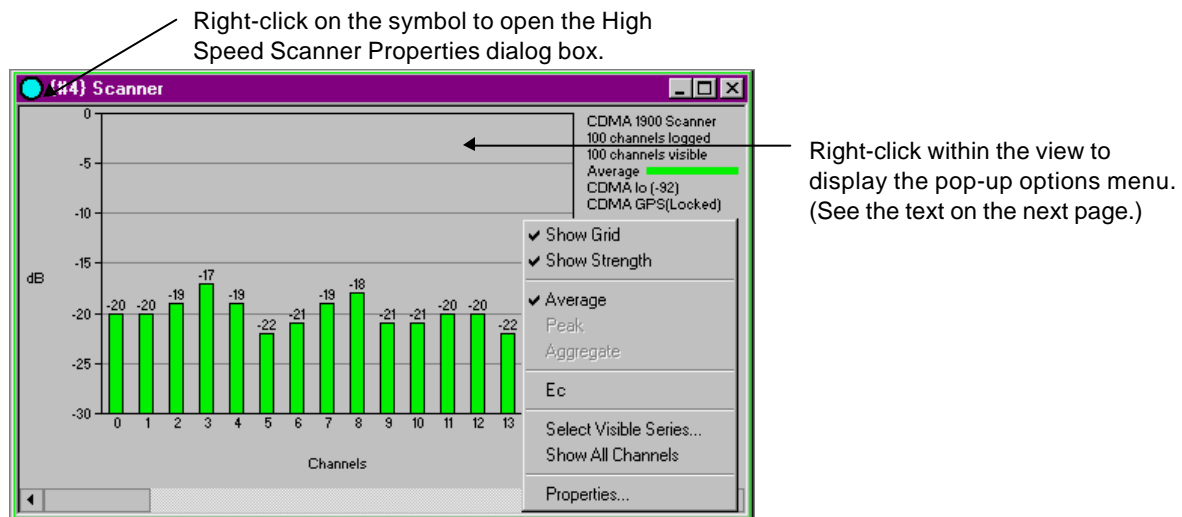 Right-click on the symbol to open the High
Speed Scanner Properties dialog box.
{#4} Scanner
CDMA 1900 Scanner
100 channels logged
100 channels visible
Average
CDMA Io (-92)
CDMA GPS(Locked)
Right-click within the view to
display the pop-up options menu.
(See the text on the next page.)
0
-5
-10
-15
-20
-25
-30
dB
-20 -20 -19 -17 -19 -22 -21 -19 -18 -21 -21 -20 -20 -22
0 1 2 3 4 5 6 7 8 9 10 11 12 13
Channels
Show Grid
Show Strength
Average
Peak
Aggregate
Ec
Select Visible Series...
Show All Channels
Properties...